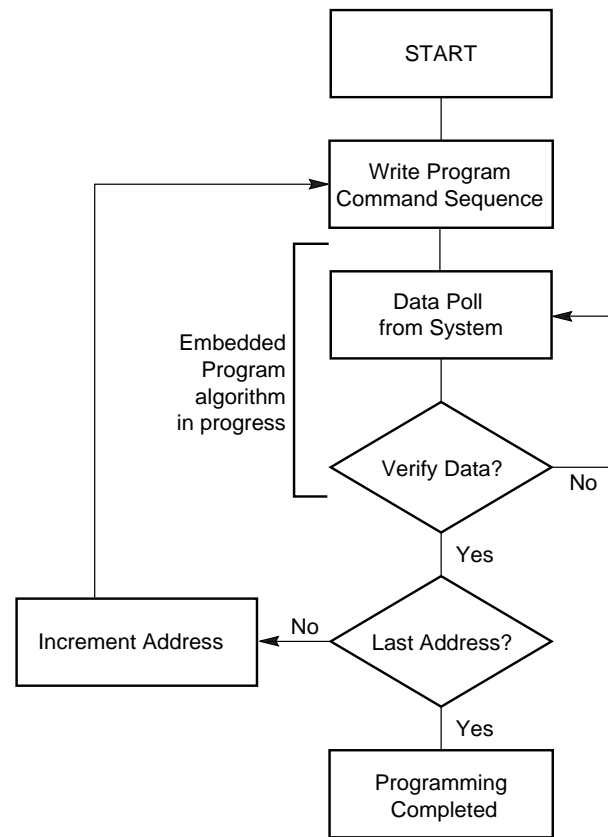 START
Write Program
Command Sequence
Data Poll
from System
Embedded
Program
algorithm
in progress
Verify Data?
No
Yes
Increment Address
No
Last Address?
Yes
Programming
Completed